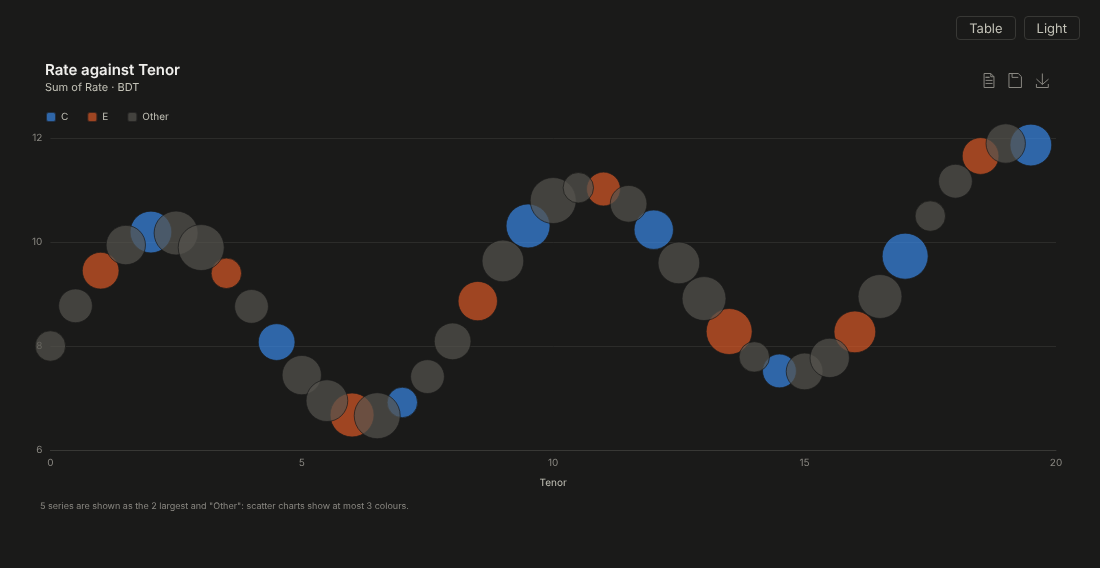 Table Light
Rate against Tenor
Sum of Rate · BDT
C E Other
12
10
8
6
0 5 10 15 20
Tenor
5 series are shown as the 2 largest and "Other": scatter charts show at most 3 colours.